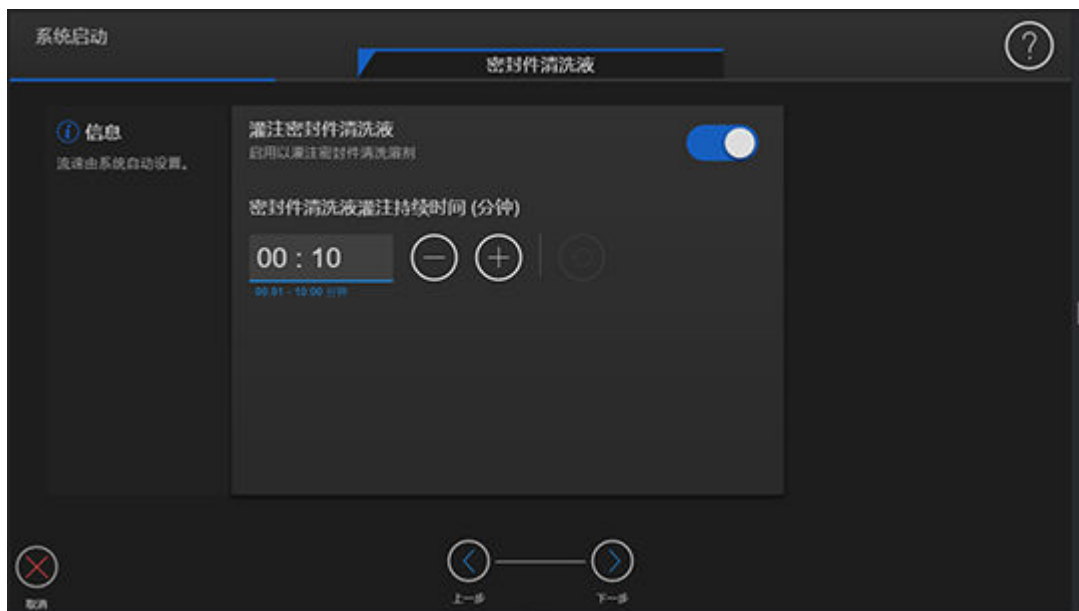 系统启动
密封件清洗液
信息
流速由系统自动设置。
灌注密封件清洗液
启用以灌注密封件清洗溶剂
密封件清洗液灌注持续时间 (分钟)
00 : 10
00:01 - 10:00 分钟
取消
上一步
下一步